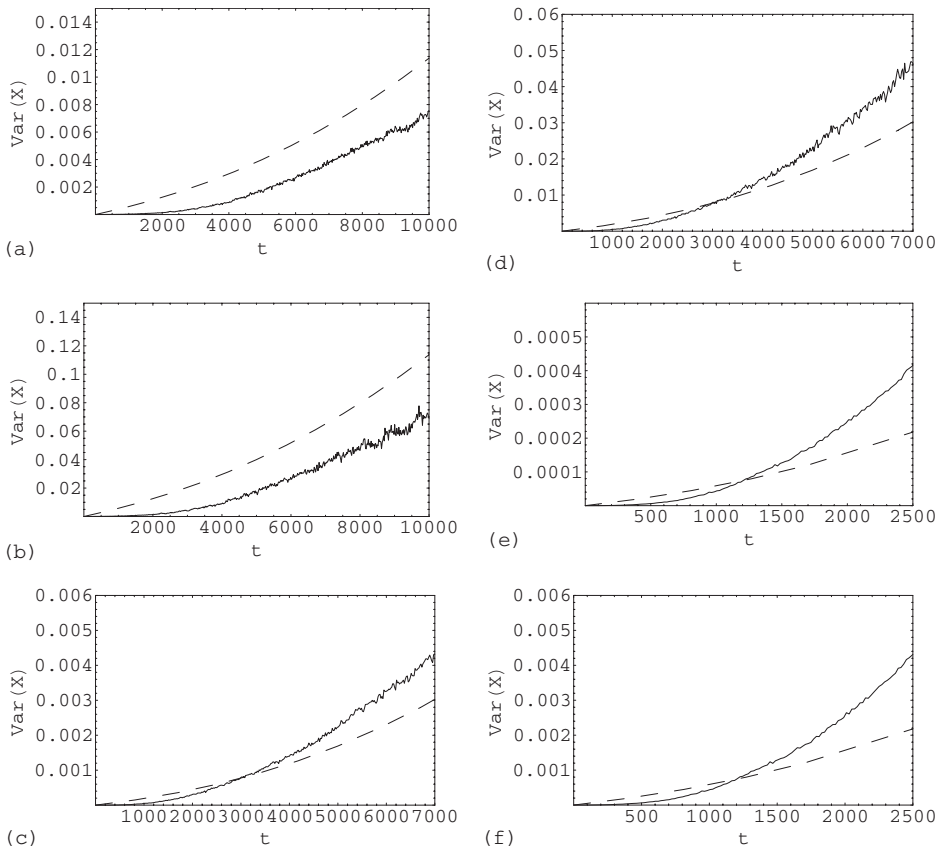 0.014
0.012
0.01
0.008
0.006
0.004
0.002
Var(X)
2000 4000 6000 8000 10000
t
(a)
0.14
0.12
0.1
0.08
0.06
0.04
0.02
Var(X)
2000 4000 6000 8000 10000
t
(b)
0.006
0.005
0.004
0.003
0.002
0.001
Var(X)
1000 2000 3000 4000 5000 6000 7000
t
(c)
0.06
0.05
0.04
0.03
0.02
0.01
Var(X)
1000 2000 3000 4000 5000 6000 7000
t
(d)
0.0005
0.0004
0.0003
0.0002
0.0001
Var(X)
500 1000 1500 2000 2500
t
(e)
0.006
0.005
0.004
0.003
0.002
0.001
Var(X)
500 1000 1500 2000 2500
t
(f)